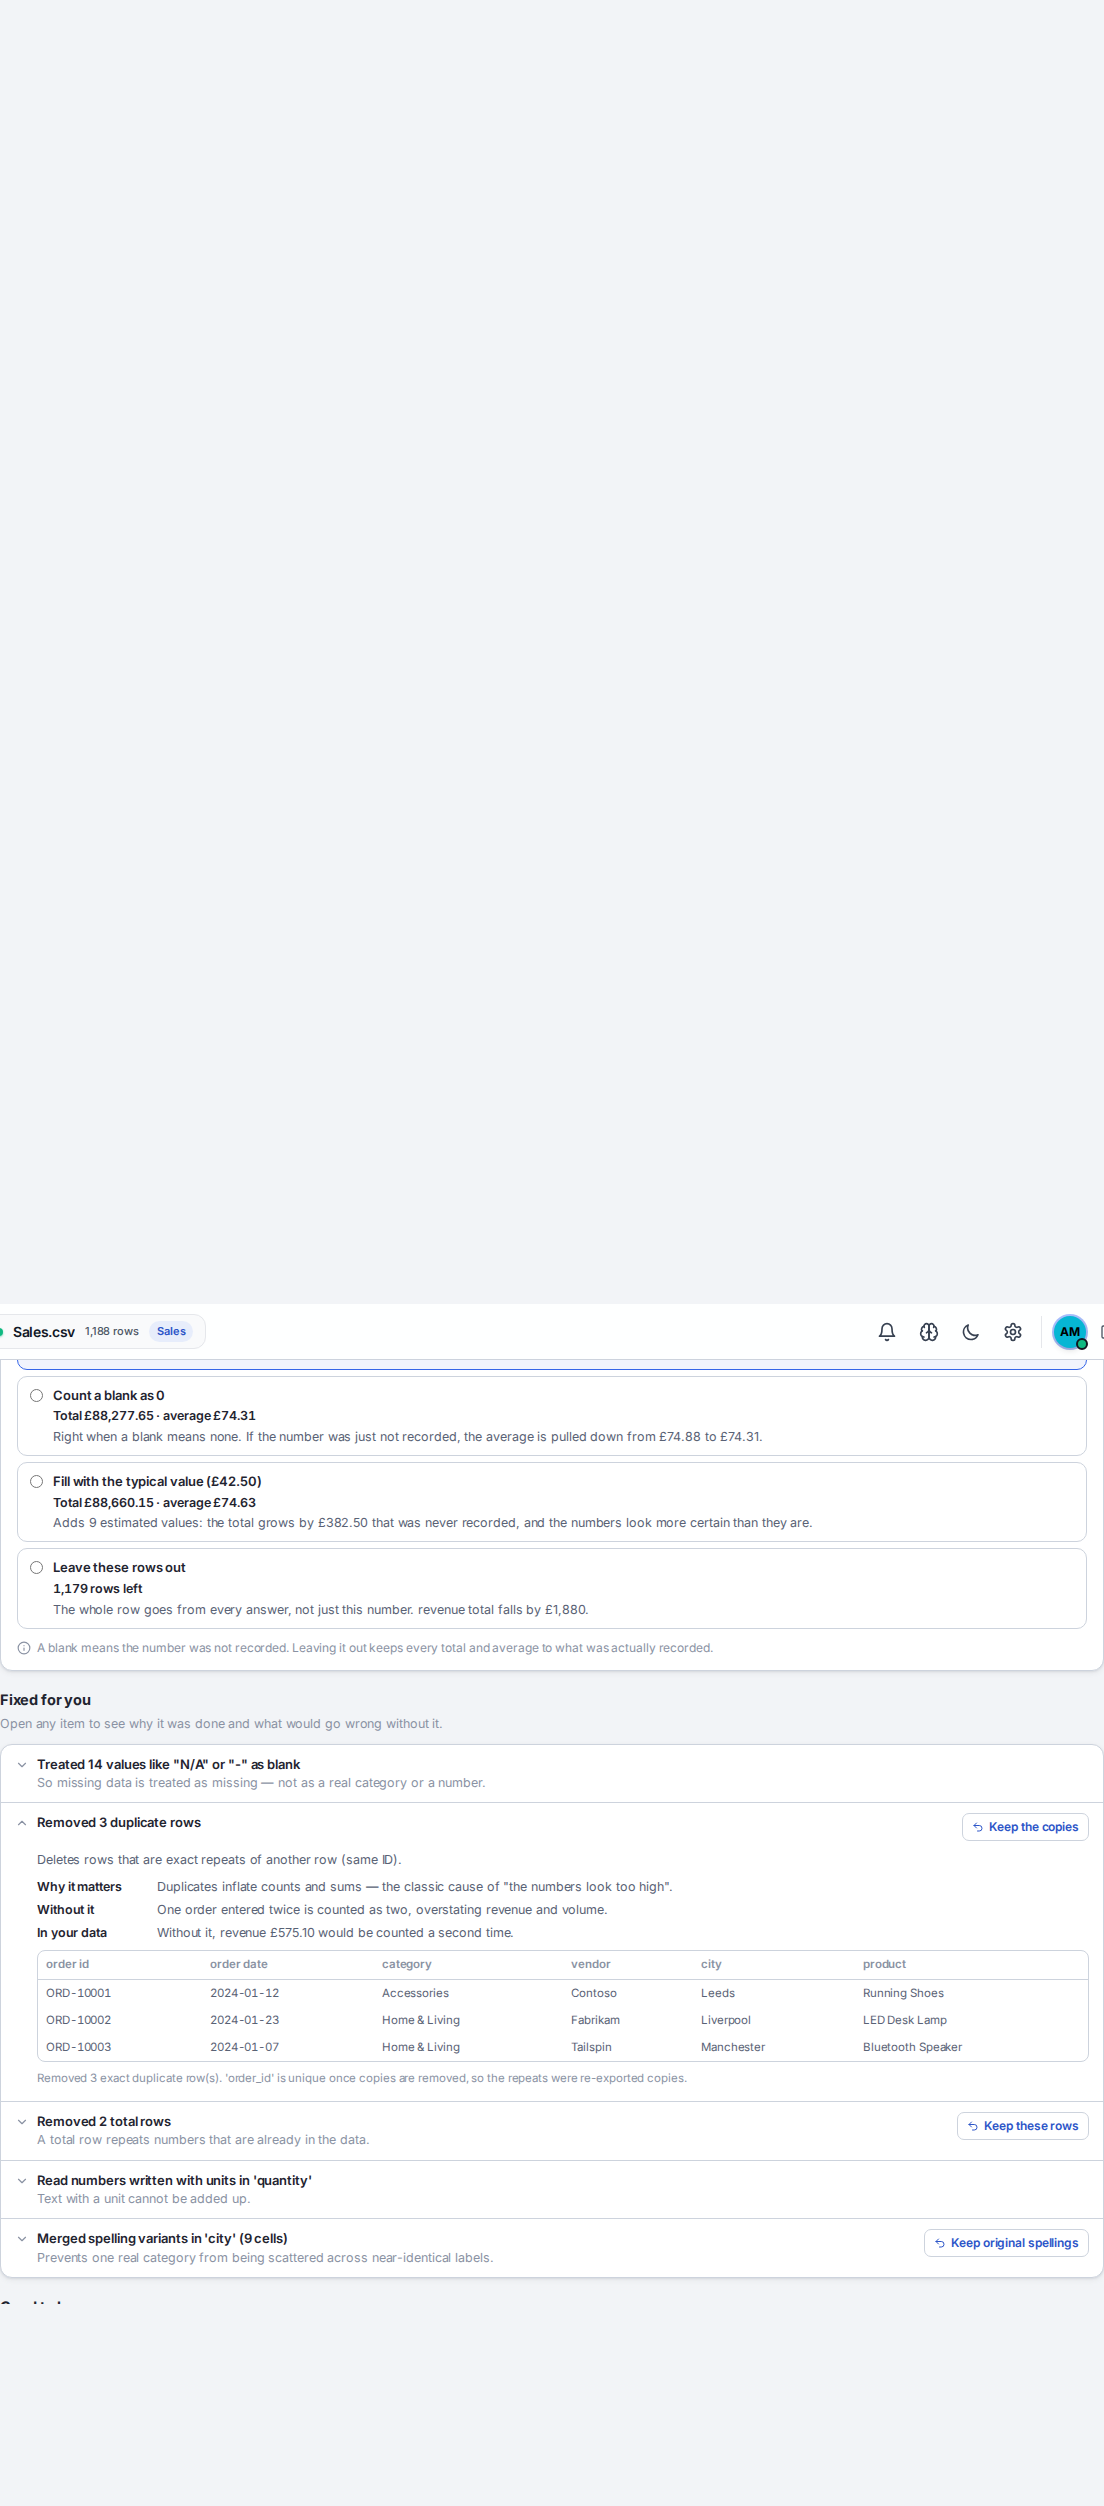 Sales.csv 1,188 rows Sales AM
Count a blank as 0
Total £88,277.65 · average £74.31
Right when a blank means none. If the number was just not recorded, the average is pulled down from £74.88 to £74.31.
Fill with the typical value (£42.50)
Total £88,660.15 · average £74.63
Adds 9 estimated values: the total grows by £382.50 that was never recorded, and the numbers look more certain than they are.
Leave these rows out
1,179 rows left
The whole row goes from every answer, not just this number. revenue total falls by £1,880.
A blank means the number was not recorded. Leaving it out keeps every total and average to what was actually recorded.
Fixed for you
Open any item to see why it was done and what would go wrong without it.
Treated 14 values like "N/A" or "-" as blank
So missing data is treated as missing — not as a real category or a number.
Removed 3 duplicate rows Keep the copies
Deletes rows that are exact repeats of another row (same ID).
Why it matters Duplicates inflate counts and sums — the classic cause of "the numbers look too high".
Without it One order entered twice is counted as two, overstating revenue and volume.
In your data Without it, revenue £575.10 would be counted a second time.
order id order date category vendor city product
ORD-10001 2024-01-12 Accessories Contoso Leeds Running Shoes
ORD-10002 2024-01-23 Home & Living Fabrikam Liverpool LED Desk Lamp
ORD-10003 2024-01-07 Home & Living Tailspin Manchester Bluetooth Speaker
Removed 3 exact duplicate row(s). 'order_id' is unique once copies are removed, so the repeats were re-exported copies.
Removed 2 total rows Keep these rows
A total row repeats numbers that are already in the data.
Read numbers written with units in 'quantity'
Text with a unit cannot be added up.
Merged spelling variants in 'city' (9 cells) Keep original spellings
Prevents one real category from being scattered across near-identical labels.